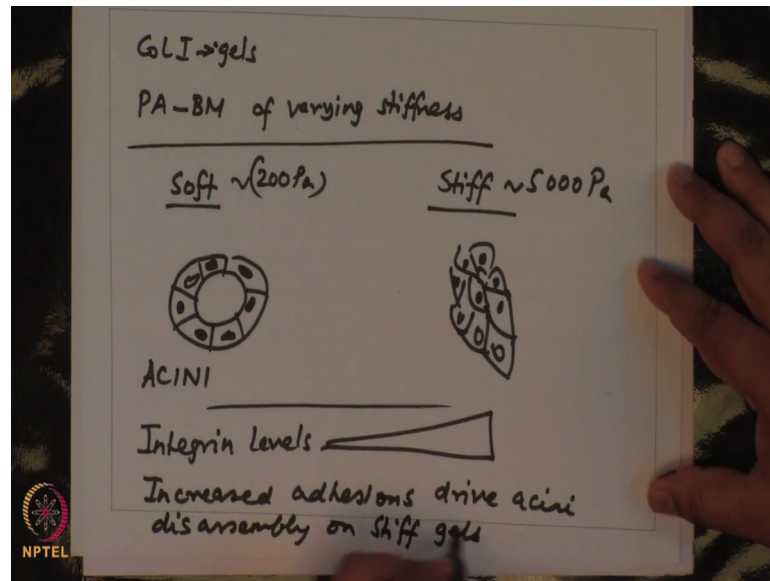 Col I → gels
PA-BM of varying stiffness
Soft ~(200Pa)
Stiff ~5000 Pa
ACINI
Integrin Levels
Increased adhesions drive acini
disassembly on stiff gels
NPTEL